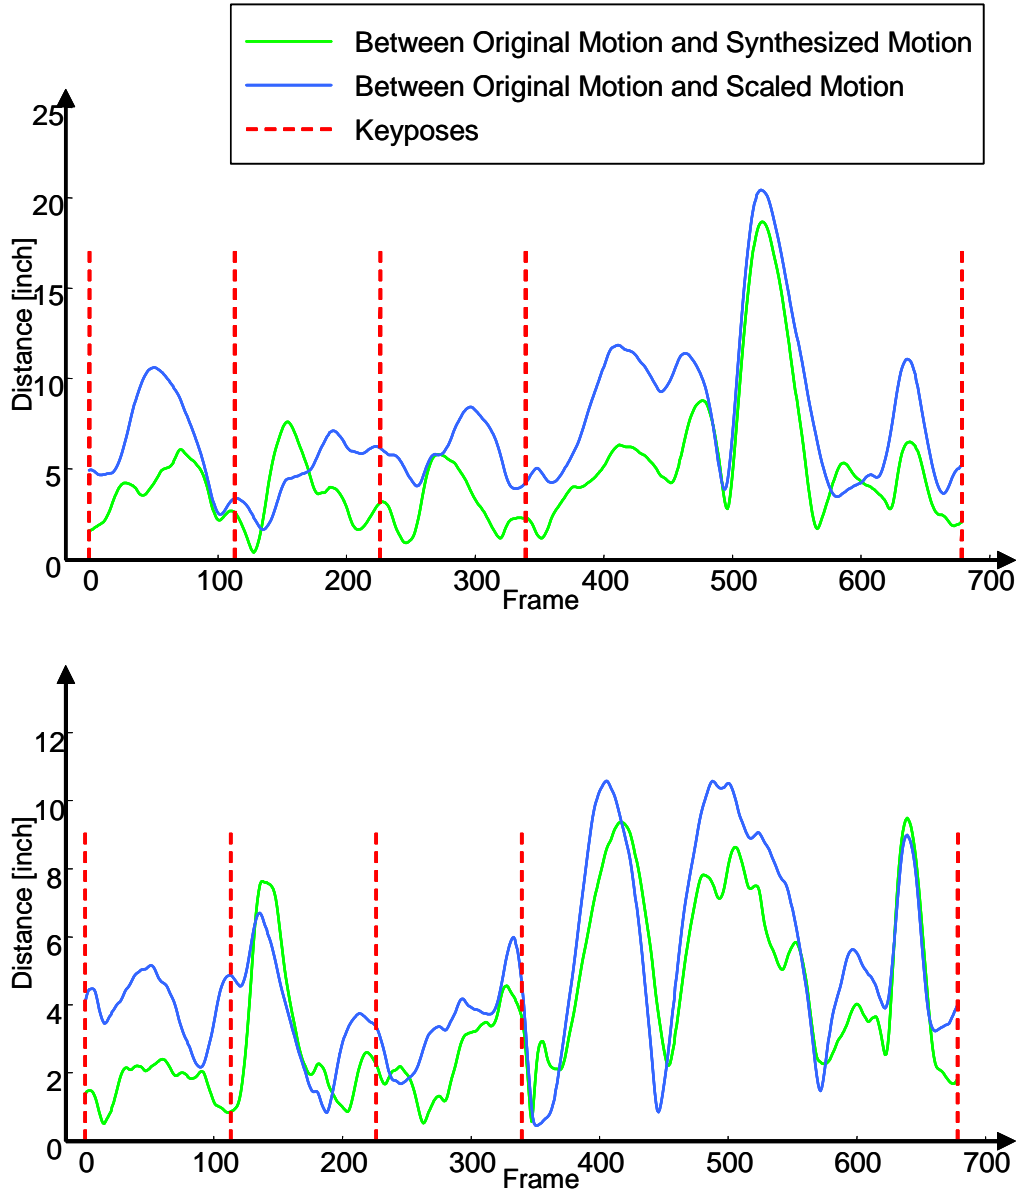 Between Original Motion and Synthesized Motion
Between Original Motion and Scaled Motion
Keyposes
25
20
15
10
5
0
Distance [inch]
0 100 200 300 400 500 600 700
Frame
12
10
8
6
4
2
0
Distance [inch]
0 100 200 300 400 500 600 700
Frame